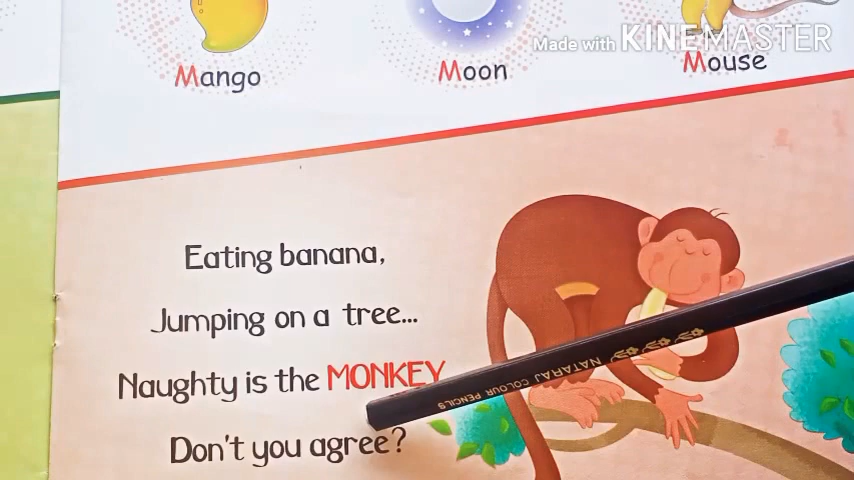 Made with KINEMASTER
Mango
Moon
Mouse
Eating banana,
Jumping on a tree...
Naughty is the MONKEY
Don't you agree?
NATARAJ COLOUR PENCILS